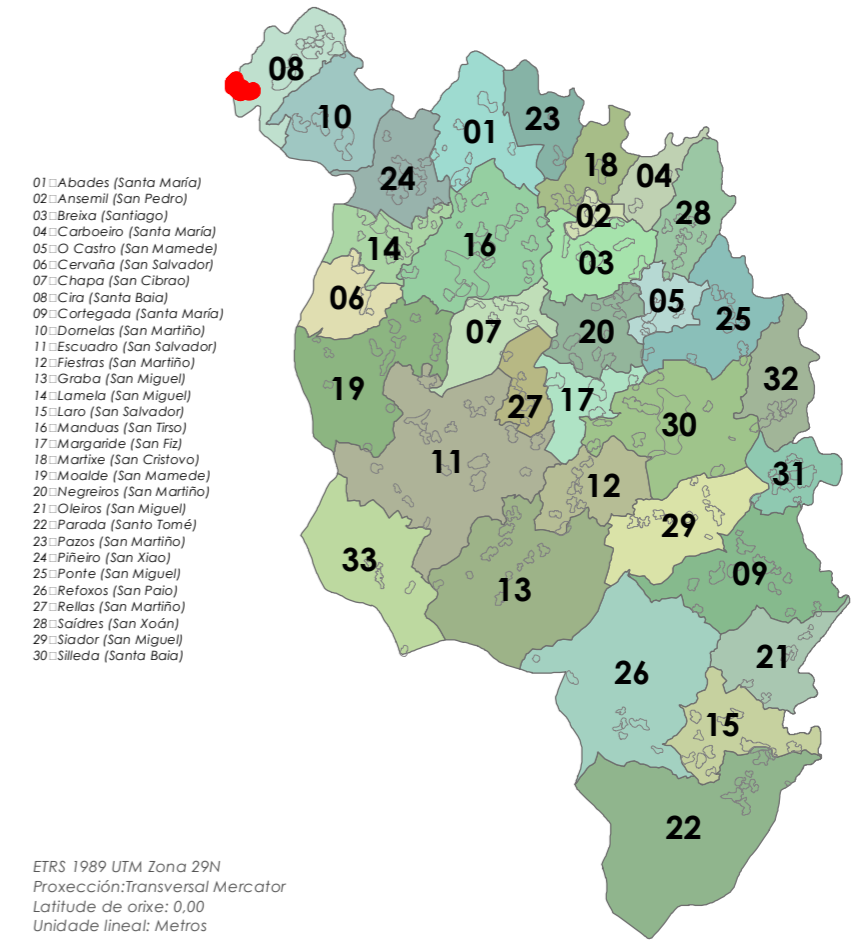 08
10
01
23
18
04
24
02
28
14
16
03
06
05
07
20
25
19
27
17
32
30
11
12
31
29
33
13
09
26
21
15
22
01□Abades (Santa María)
02□Ansemil (San Pedro)
03□Breixa (Santiago)
04□Carboeiro (Santa María)
05□O Castro (San Mamede)
06□Cervaña (San Salvador)
07□Chapa (San Cibrao)
08□Cira (Santa Baia)
09□Cortegada (Santa María)
10□Dornelas (San Martiño)
11□Escuadro (San Salvador)
12□Fiestras (San Martiño)
13□Graba (San Miguel)
14□Lamela (San Miguel)
15□Laro (San Salvador)
16□Manduas (San Tirso)
17□Margaride (San Fiz)
18□Martixe (San Cristovo)
19□Moalde (San Mamede)
20□Negreiros (San Martiño)
21□Oleiros (San Miguel)
22□Parada (Santo Tomé)
23□Pazos (San Martiño)
24□Piñeiro (San Xiao)
25□Ponte (San Miguel)
26□Refoxos (San Paio)
27□Rellas (San Martiño)
28□Saídres (San Xoán)
29□Siador (San Miguel)
30□Silleda (Santa Baia)
ETRS 1989 UTM Zona 29N
Proxección:Transversal Mercator
Latitude de orixe: 0,00
Unidade lineal: Metros